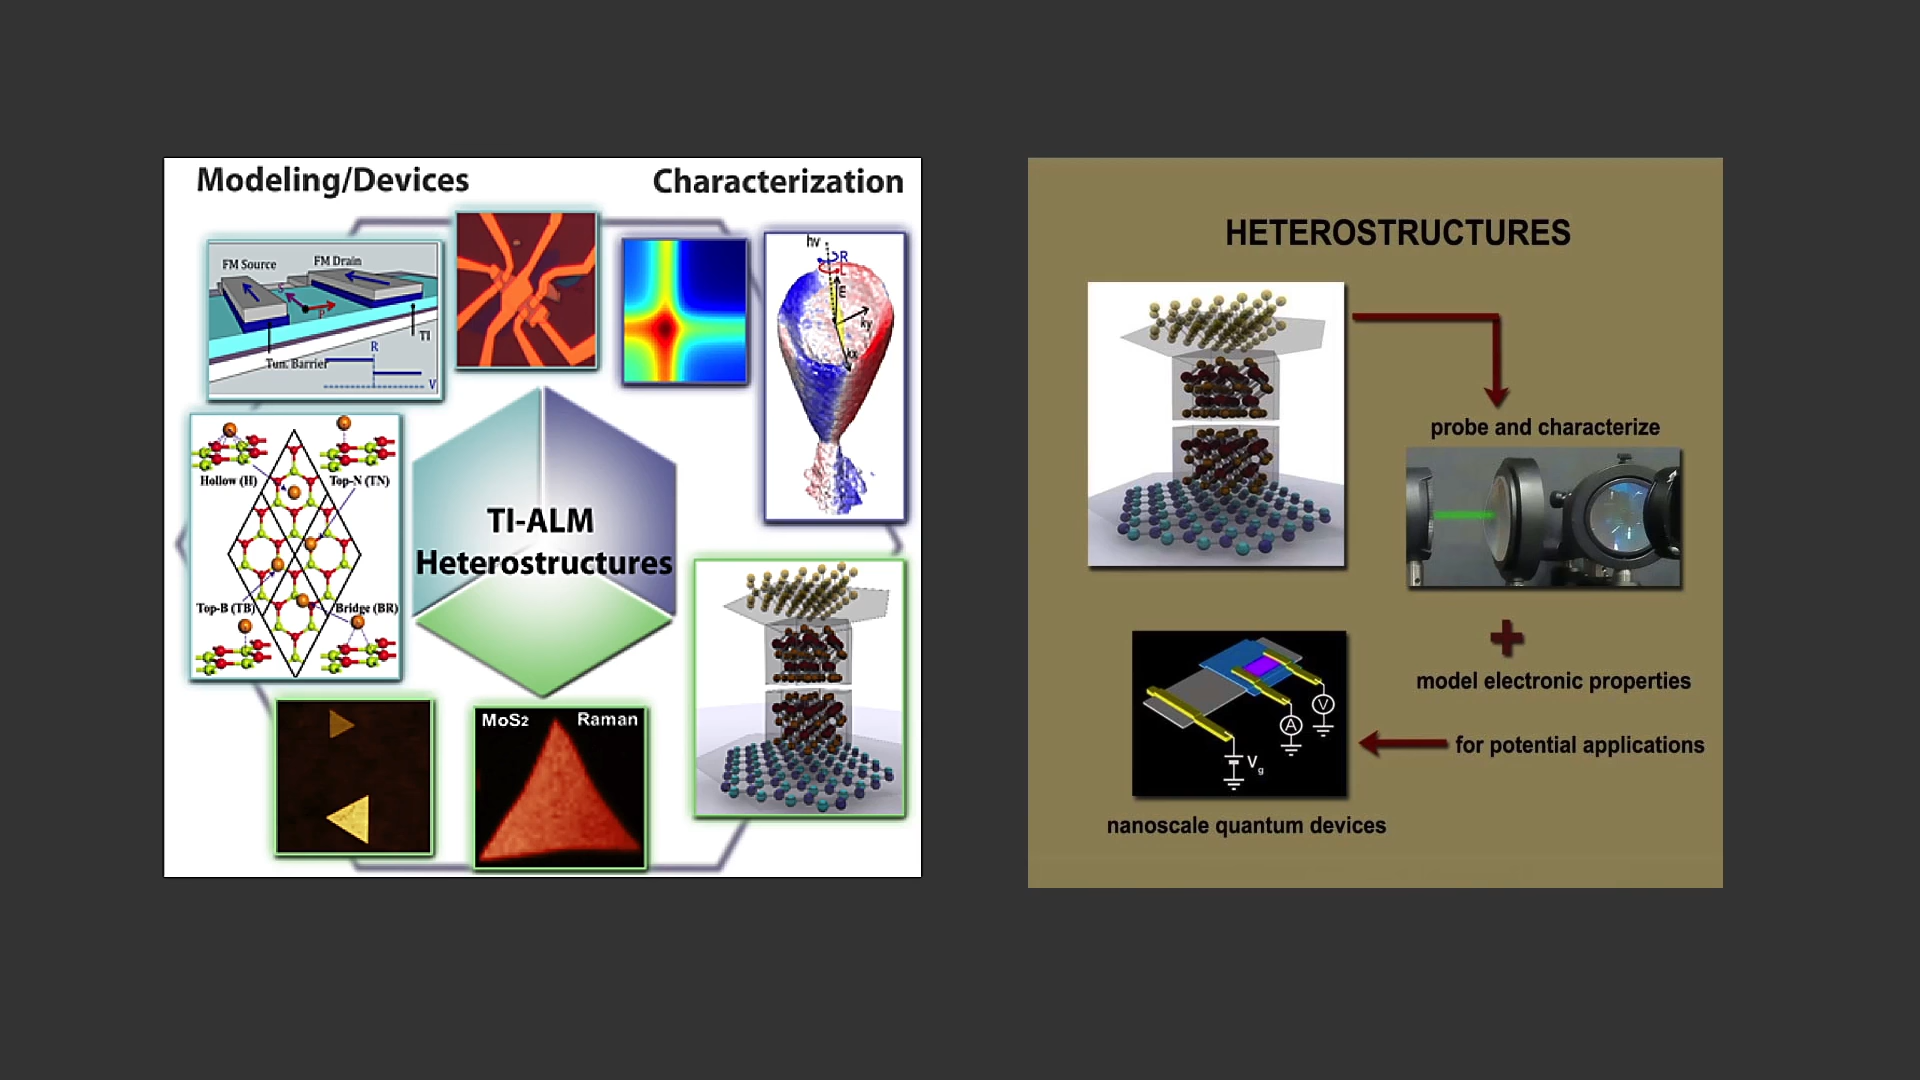 Modeling/Devices
Characterization
FM Source
FM Drain
S
P
TI
Tun. Barrier
R
V
hν
R
L
E
ky
kx
Hollow (H)
Top-N (TN)
Top-B (TB)
Bridge (BR)
TI-ALM
Heterostructures
MoS2
Raman
HETEROSTRUCTURES
probe and characterize
+
model electronic properties
for potential applications
V
A
Vg
nanoscale quantum devices